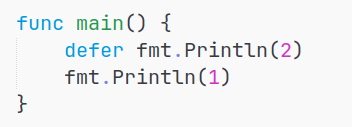 func main() {
    defer fmt.Println(2)
    fmt.Println(1)
}